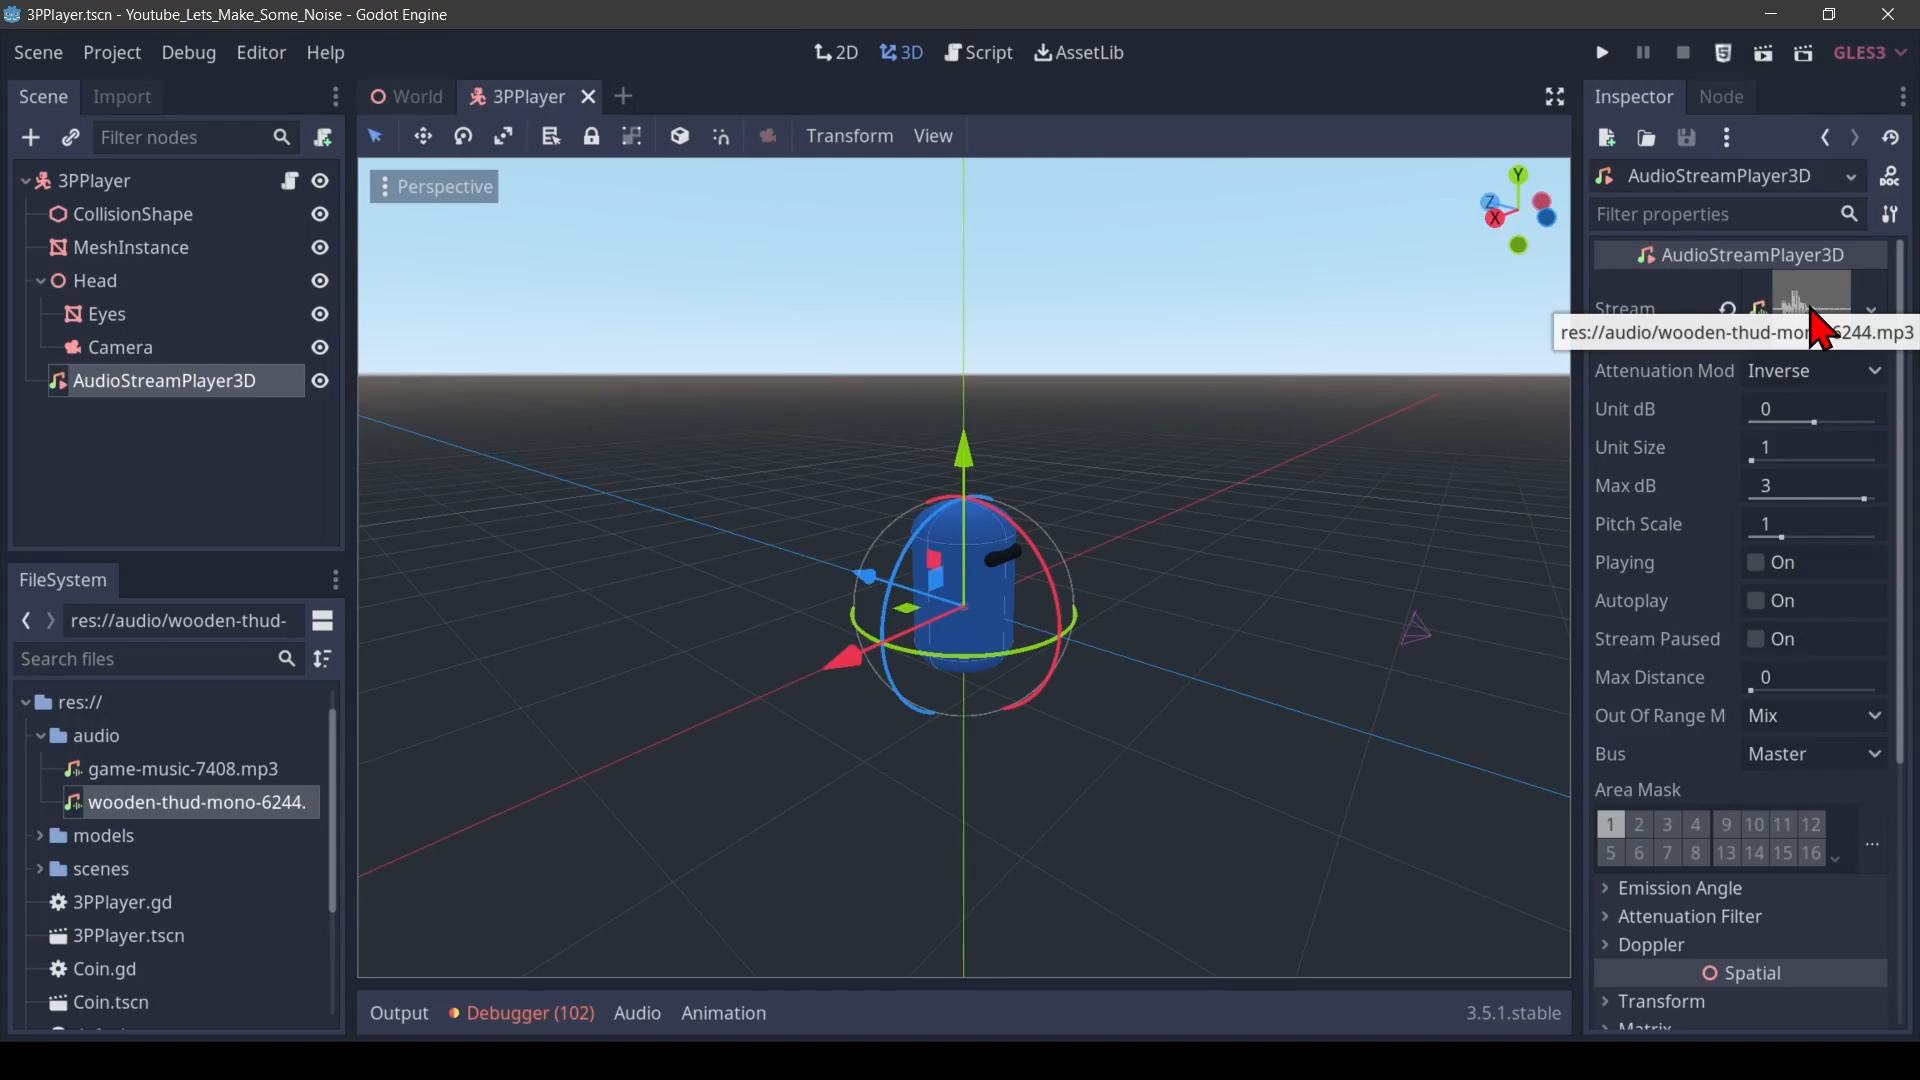 3PPlayer.tscn - Youtube_Lets_Make_Some_Noise - Godot Engine
Scene Project Debug Editor Help
2D 3D Script AssetLib
GLES3
Scene Import
Filter nodes
3PPlayer
CollisionShape
MeshInstance
Head
Eyes
Camera
AudioStreamPlayer3D
FileSystem
res://audio/wooden-thud-
Search files
res://
audio
game-music-7408.mp3
wooden-thud-mono-6244.
models
scenes
3PPlayer.gd
3PPlayer.tscn
Coin.gd
Coin.tscn
World 3PPlayer
Transform View
Perspective
Y
Z
X
Output Debugger (102) Audio Animation 3.5.1.stable
Inspector Node
AudioStreamPlayer3D
Filter properties
AudioStreamPlayer3D
Stream
res://audio/wooden-thud-mono-6244.mp3
Attenuation Mod Inverse
Unit dB 0
Unit Size 1
Max dB 3
Pitch Scale 1
Playing On
Autoplay On
Stream Paused On
Max Distance 0
Out Of Range M Mix
Bus Master
Area Mask
1 2 3 4 9 10 11 12
5 6 7 8 13 14 15 16
Emission Angle
Attenuation Filter
Doppler
Spatial
Transform
Matrix